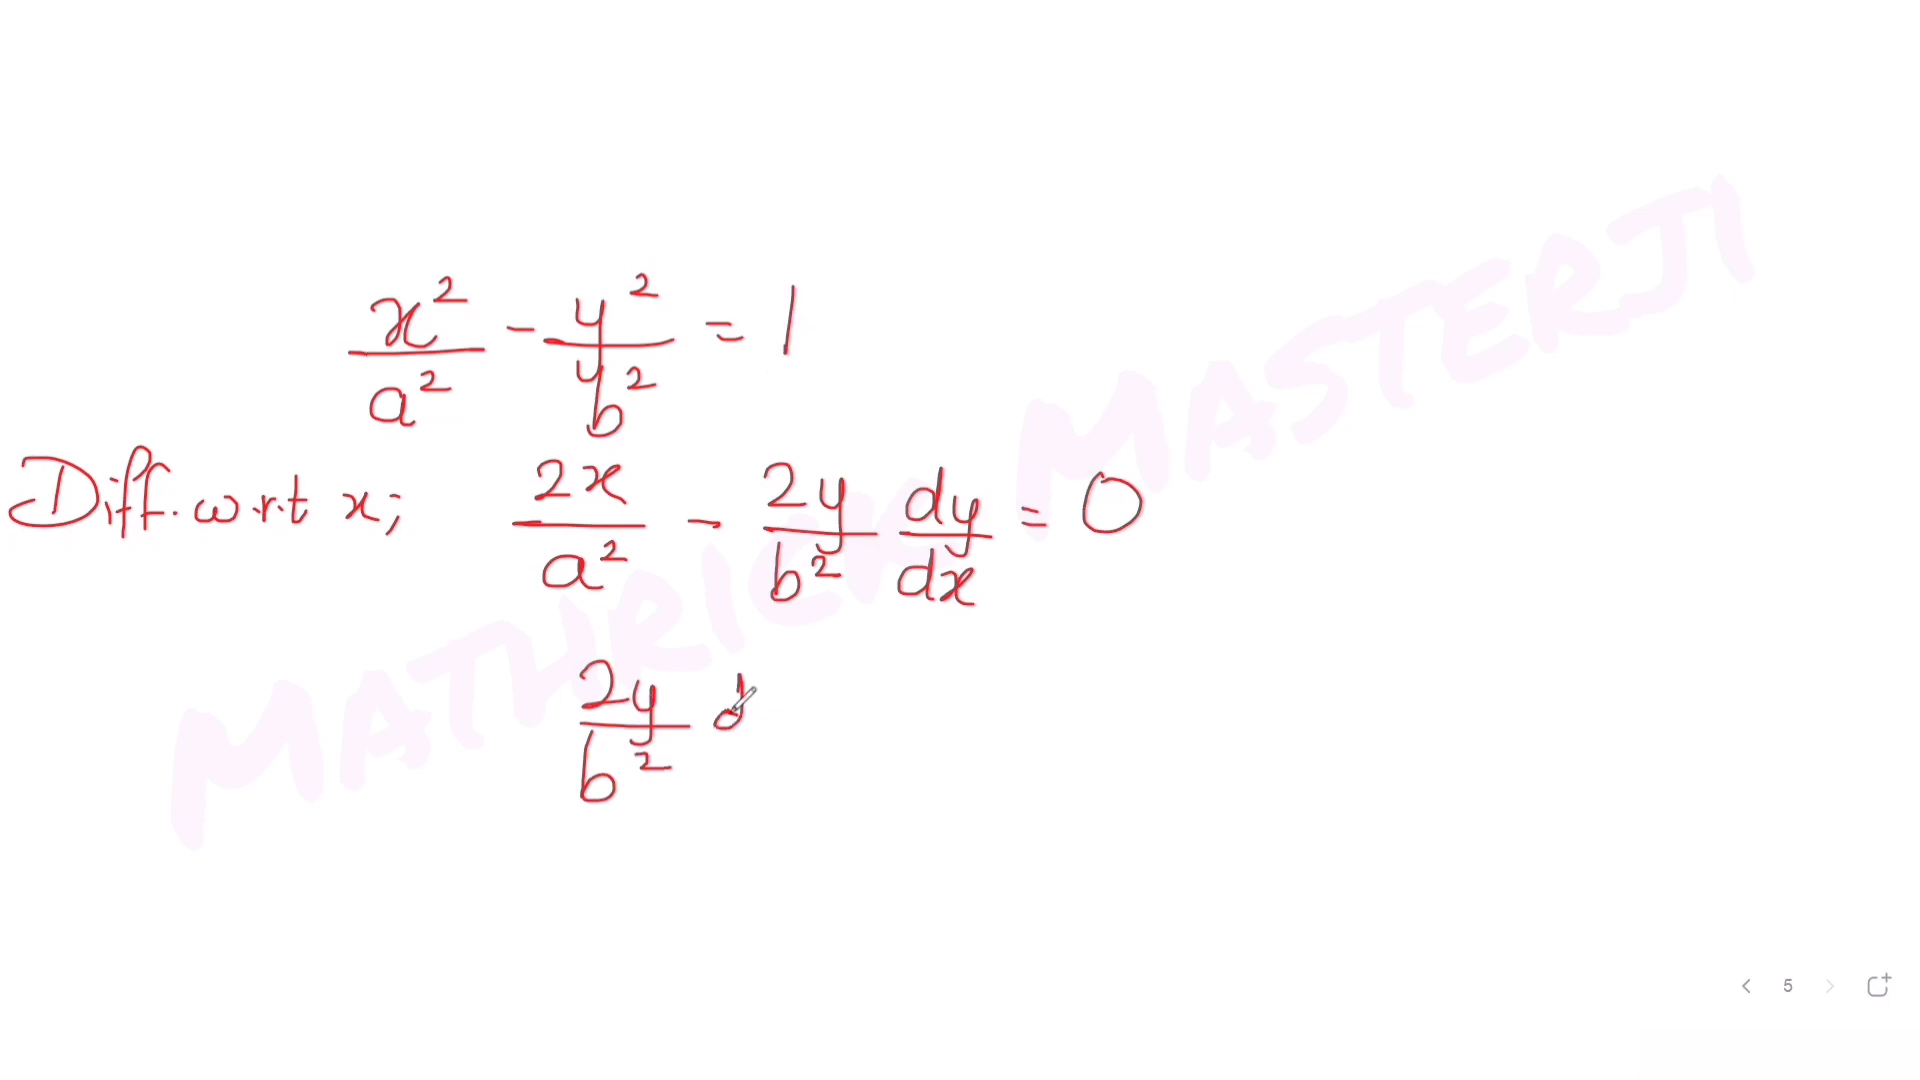 x²/a² - y²/b² = 1
Diff. w.r.t x; 2x/a² - 2y/b² dy/dx = 0
2y/b² d
MATHRICK MASTERJI
5